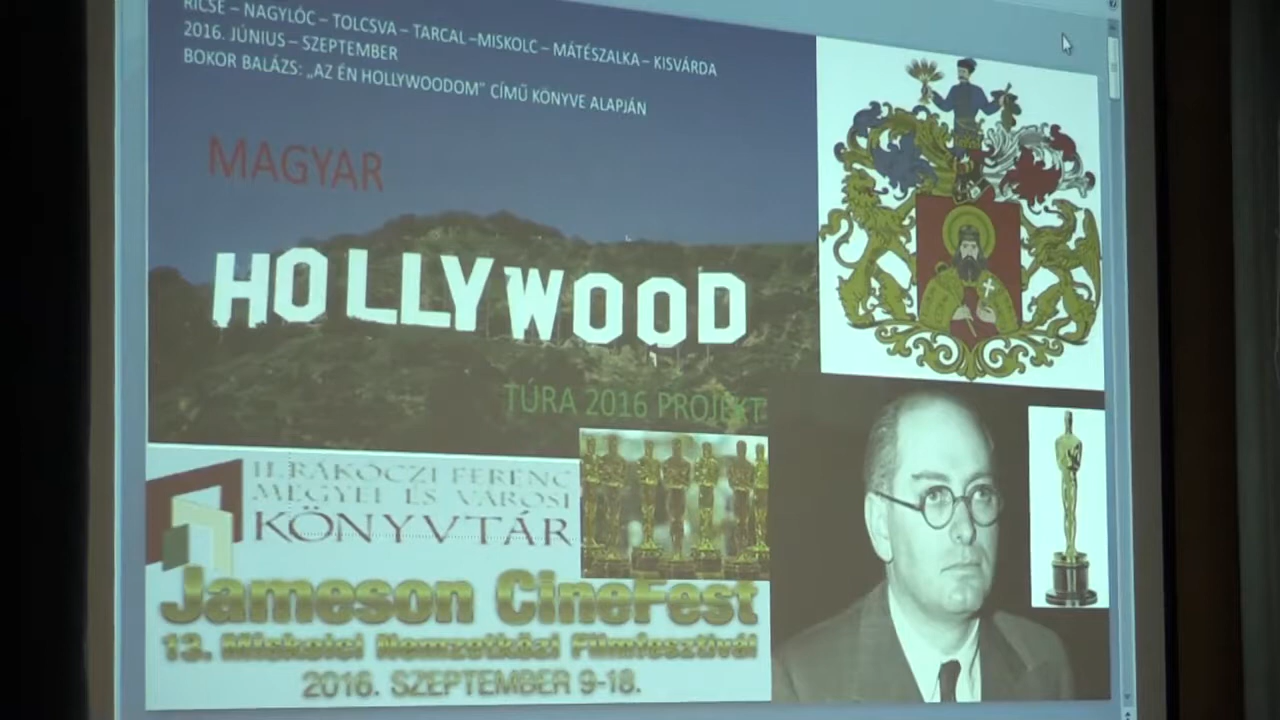 RICSE – NAGYLÓC – TOLCSVA – TARCAL –MISKOLC – MÁTÉSZALKA – KISVÁRDA
2016. JÚNIUS – SZEPTEMBER
BOKOR BALÁZS: „AZ ÉN HOLLYWOODOM” CÍMŰ KÖNYVE ALAPJÁN
MAGYAR
HOLLYWOOD
TÚRA 2016 PROJEKT
II. RÁKÓCZI FERENC
MEGYEI ÉS VÁROSI
KÖNYVTÁR
Jameson CineFest
13. Miskolci Nemzetközi Filmfesztivál
2016. SZEPTEMBER 9-18.